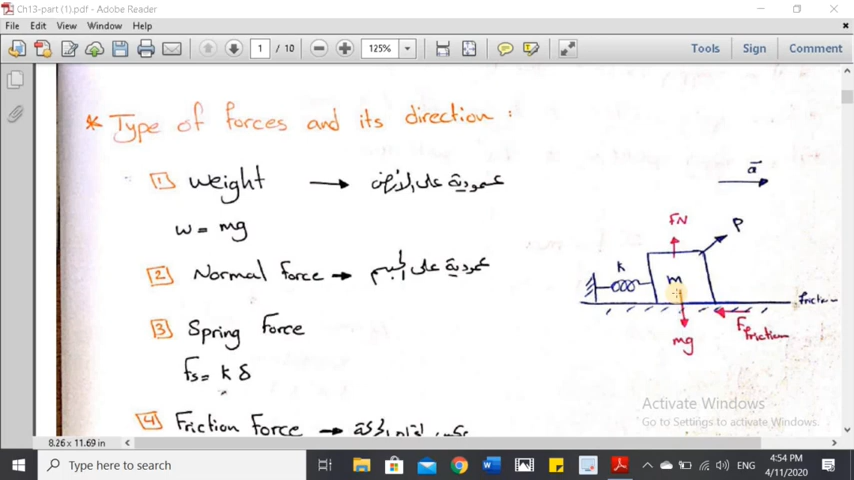 Ch13-part (1).pdf - Adobe Reader
File Edit View Window Help
1 / 10 125% Tools Sign Comment
* Type of forces and its direction :
1 Weight → عمودية على الأرض
w = mg
2 Normal force → عمودية على الجسم
3 Spring Force
Fs = k δ
4 Friction Force → عكس اتجاه الحركة
a
FN
P
K
m
friction
F friction
mg
Activate Windows
Go to Settings to activate Windows.
8.26 x 11.69 in
Type here to search
ENG
4:54 PM
4/11/2020